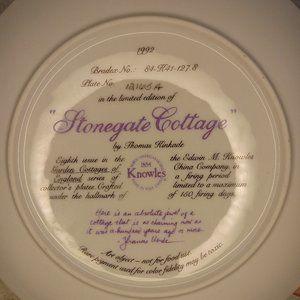 1992
Bradex No.: 84-K41-127.8
Plate No.
in the limited edition of
"Stonegate Cottage"
by Thomas Kinkade
Eighth issue in the
Garden Cottages of
England series of
collector's plates. Crafted
under the hallmark of
Knowles
the Edwin M. Knowles
China Company, in
a firing period
limited to a maximum
of 150 firing days.
Here is an absolute jewel of a
cottage that is as charming now as
it was a hundred years ago or more.
Thomas Kinkade
Art object – not for food use.
Pure pigment used for color fidelity may be toxic.